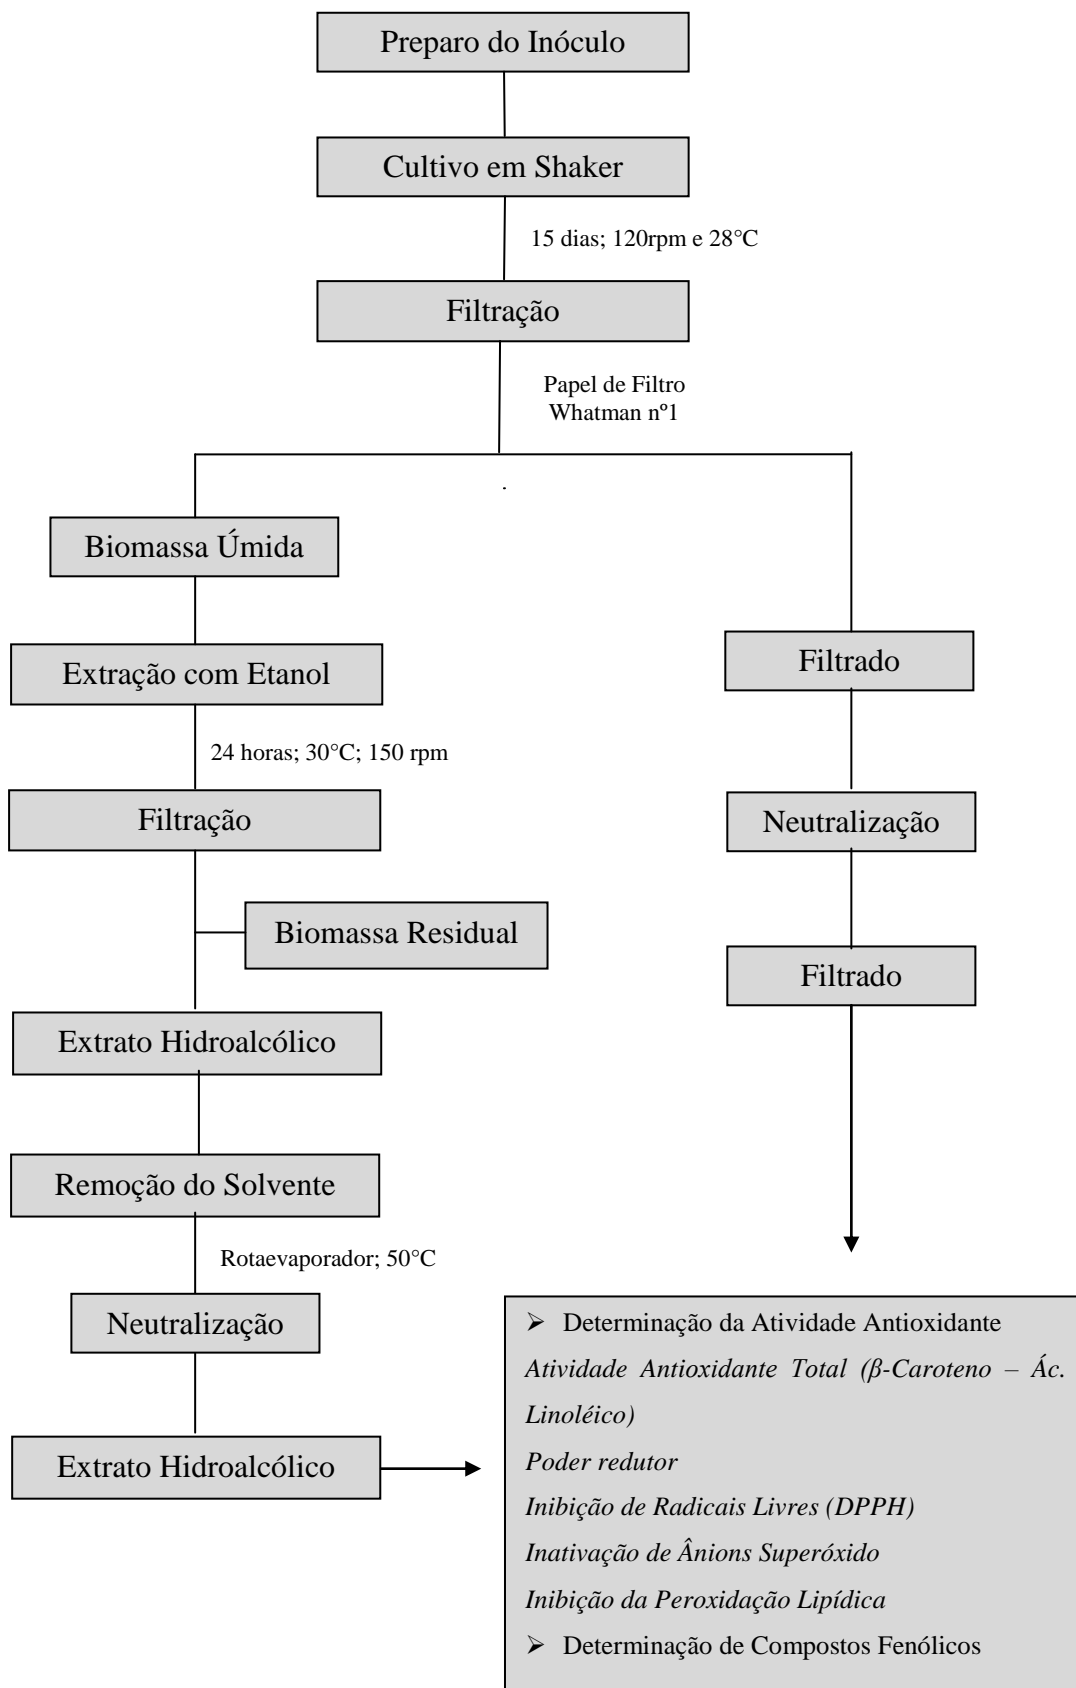 Preparo do Inóculo
Cultivo em Shaker
15 dias; 120rpm e 28°C
Filtração
Papel de Filtro
Whatman nº1
.
Biomassa Úmida
Extração com Etanol
24 horas; 30°C; 150 rpm
Filtração
Biomassa Residual
Extrato Hidroalcólico
Remoção do Solvente
Rotaevaporador; 50°C
Neutralização
Extrato Hidroalcólico
Filtrado
Neutralização
Filtrado
➢ Determinação da Atividade Antioxidante
Atividade Antioxidante Total (β-Caroteno – Ác.
Linoléico)
Poder redutor
Inibição de Radicais Livres (DPPH)
Inativação de Ânions Superóxido
Inibição da Peroxidação Lipídica
➢ Determinação de Compostos Fenólicos